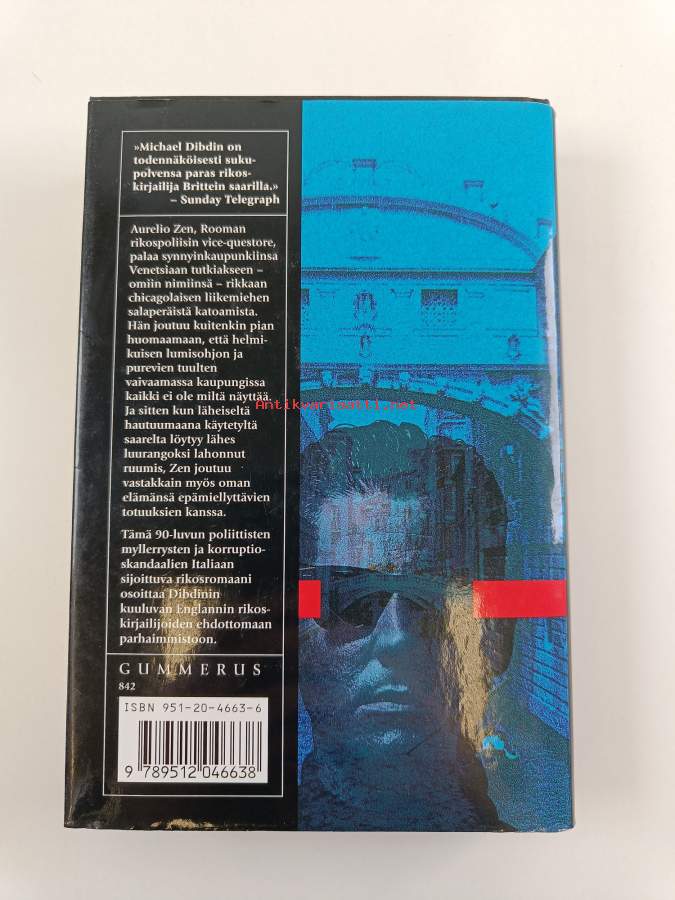 »Michael Dibdin on
todennäköisesti suku-
polvensa paras rikos-
kirjailija Brittein saarilla.»
– Sunday Telegraph
Aurelio Zen, Rooman
rikospoliisin vice-questore,
palaa synnyinkaupunkiinsa
Venetsiaan tutkiakseen –
omiin nimiinsä – rikkaan
chicagolaisen liikemiehen
salaperäistä katoamista.
Hän joutuu kuitenkin pian
huomaamaan, että helmi-
kuisen lumisohjon ja
purevien tuulten
vaivaamassa kaupungissa
kaikki ei ole miltä näyttää.
Ja sitten kun läheiseltä
hautuumaana käytetyltä
saarelta löytyy lähes
luurangoksi lahonnut
ruumis, Zen joutuu
vastakkain myös oman
elämänsä epämiellyttävien
totuuksien kanssa.
Tämä 90-luvun poliittisten
myllerrysten ja korruptio-
skandaalien Italiaan
sijoittuva rikosromaani
osoittaa Dibdinin
kuuluvan Englannin rikos-
kirjailijoiden ehdottomaan
parhaimmistoon.
GUMMERUS
842
ISBN 951-20-4663-6
9 789512 046638
Antikvariaatti.net